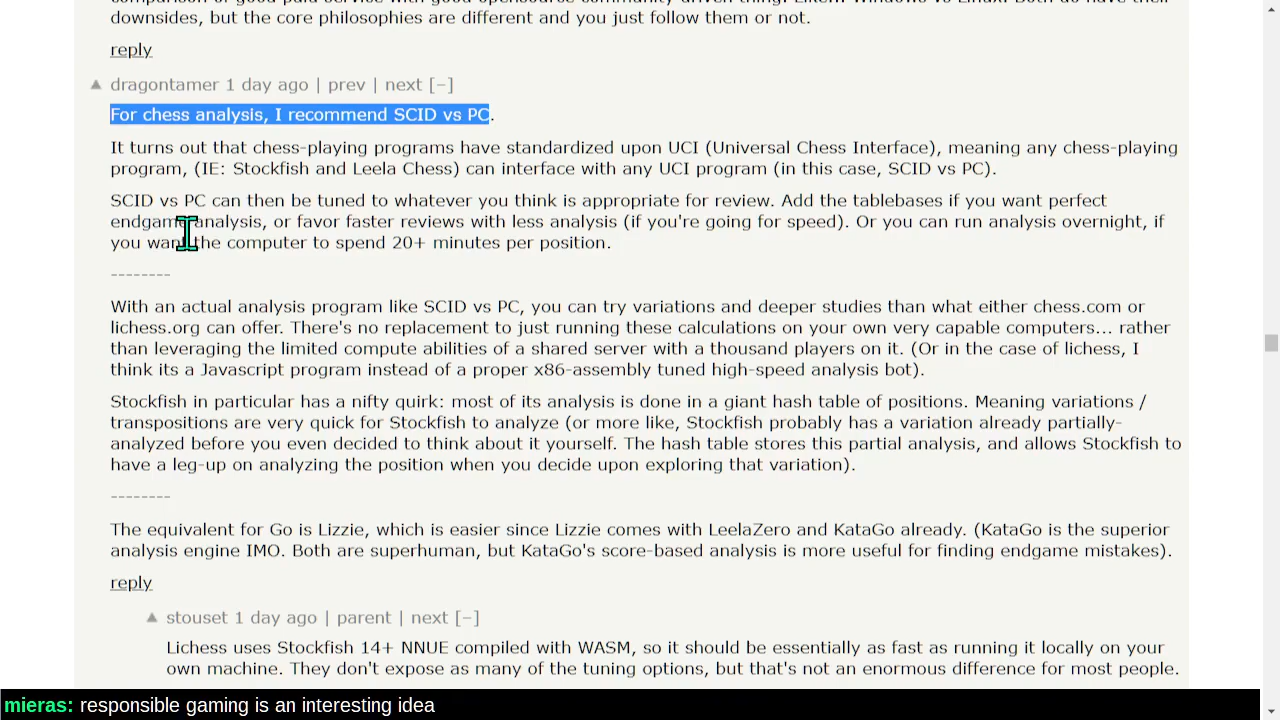 downsides, but the core philosophies are different and you just follow them or not.
reply
▲ dragontamer 1 day ago | prev | next [–]
For chess analysis, I recommend SCID vs PC.
It turns out that chess-playing programs have standardized upon UCI (Universal Chess Interface), meaning any chess-playing
program, (IE: Stockfish and Leela Chess) can interface with any UCI program (in this case, SCID vs PC).
SCID vs PC can then be tuned to whatever you think is appropriate for review. Add the tablebases if you want perfect
endgame analysis, or favor faster reviews with less analysis (if you're going for speed). Or you can run analysis overnight, if
you want the computer to spend 20+ minutes per position.
--------
With an actual analysis program like SCID vs PC, you can try variations and deeper studies than what either chess.com or
lichess.org can offer. There's no replacement to just running these calculations on your own very capable computers... rather
than leveraging the limited compute abilities of a shared server with a thousand players on it. (Or in the case of lichess, I
think its a Javascript program instead of a proper x86-assembly tuned high-speed analysis bot).
Stockfish in particular has a nifty quirk: most of its analysis is done in a giant hash table of positions. Meaning variations /
transpositions are very quick for Stockfish to analyze (or more like, Stockfish probably has a variation already partially-
analyzed before you even decided to think about it yourself. The hash table stores this partial analysis, and allows Stockfish to
have a leg-up on analyzing the position when you decide upon exploring that variation).
--------
The equivalent for Go is Lizzie, which is easier since Lizzie comes with LeelaZero and KataGo already. (KataGo is the superior
analysis engine IMO. Both are superhuman, but KataGo's score-based analysis is more useful for finding endgame mistakes).
reply
▲ stouset 1 day ago | parent | next [–]
Lichess uses Stockfish 14+ NNUE compiled with WASM, so it should be essentially as fast as running it locally on your
own machine. They don't expose as many of the tuning options, but that's not an enormous difference for most people.
mieras: responsible gaming is an interesting idea